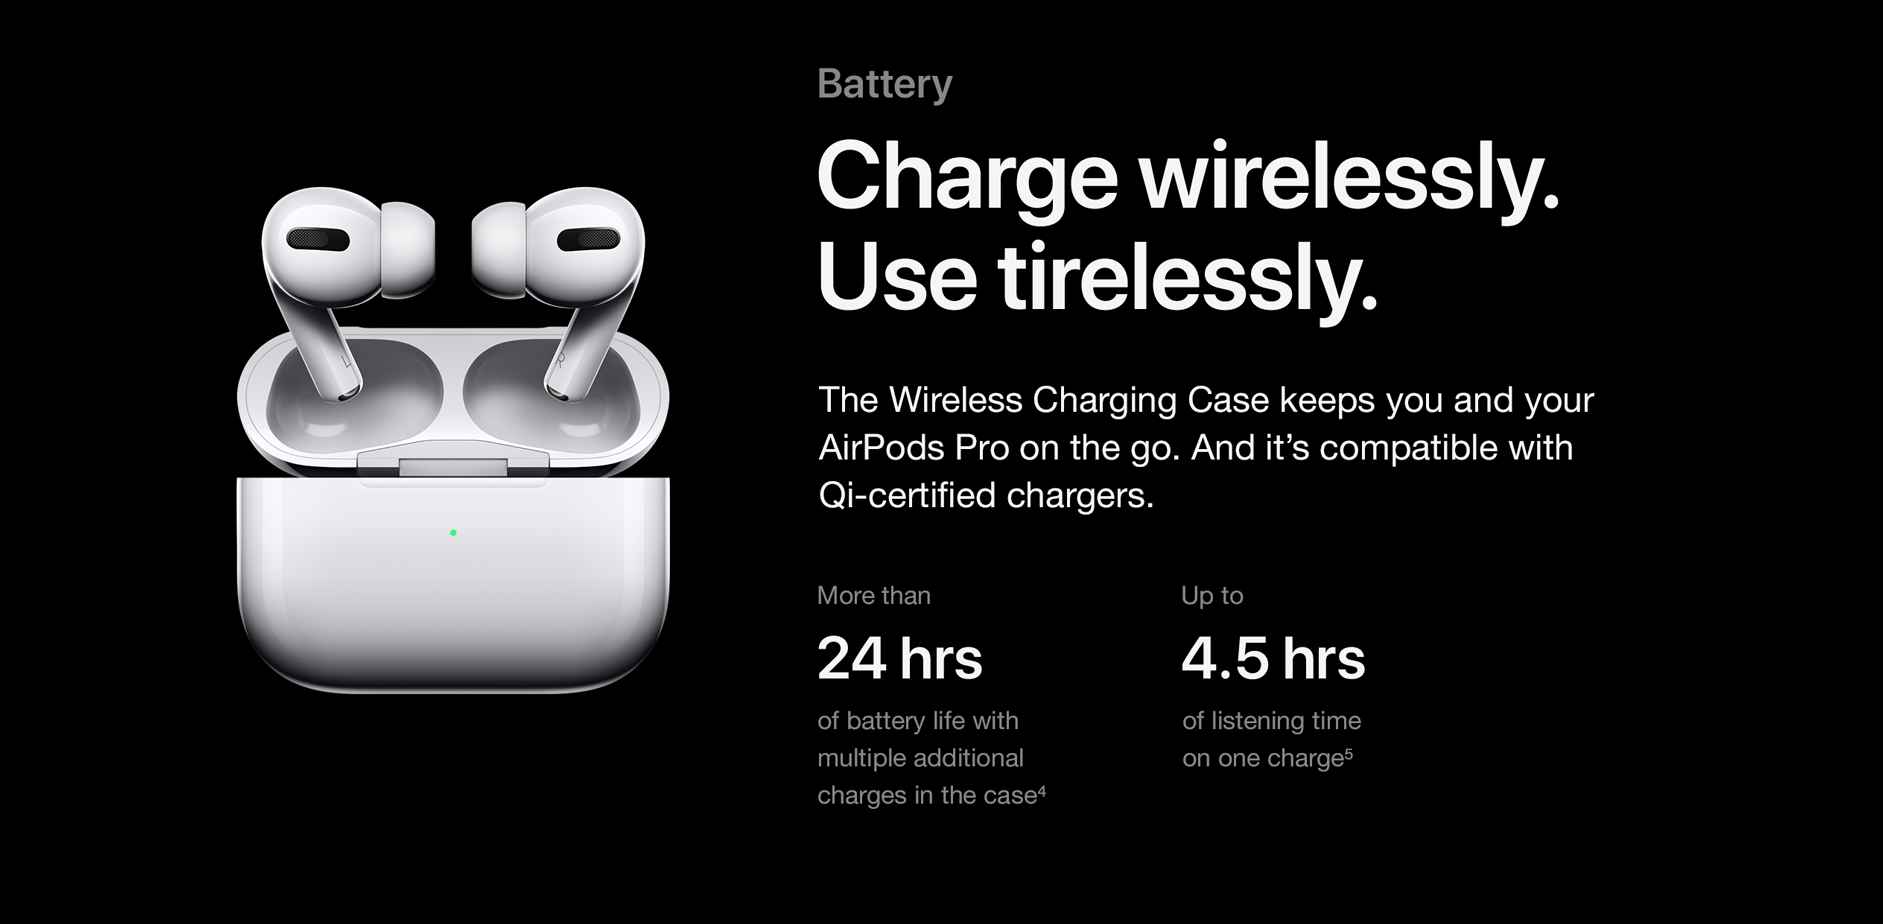 Battery
Charge wirelessly.
Use tirelessly.
The Wireless Charging Case keeps you and your
AirPods Pro on the go. And it’s compatible with
Qi-certified chargers.
More than
24 hrs
of battery life with
multiple additional
charges in the case⁴
Up to
4.5 hrs
of listening time
on one charge⁵
L
R